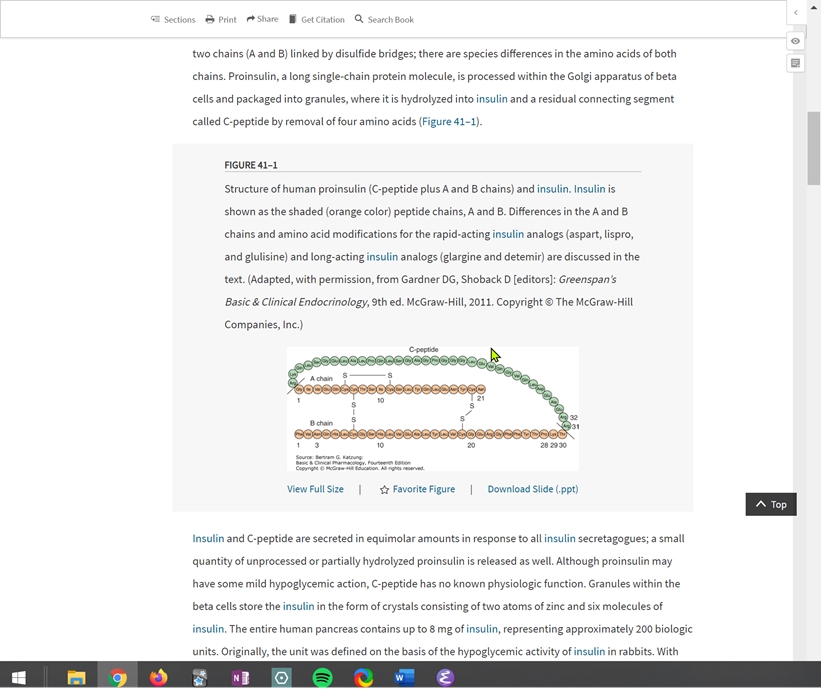 Sections Print Share Get Citation Search Book
two chains (A and B) linked by disulfide bridges; there are species differences in the amino acids of both
chains. Proinsulin, a long single-chain protein molecule, is processed within the Golgi apparatus of beta
cells and packaged into granules, where it is hydrolyzed into insulin and a residual connecting segment
called C-peptide by removal of four amino acids (Figure 41–1).
FIGURE 41–1
Structure of human proinsulin (C-peptide plus A and B chains) and insulin. Insulin is
shown as the shaded (orange color) peptide chains, A and B. Differences in the A and B
chains and amino acid modifications for the rapid-acting insulin analogs (aspart, lispro,
and glulisine) and long-acting insulin analogs (glargine and detemir) are discussed in the
text. (Adapted, with permission, from Gardner DG, Shoback D [editors]: Greenspan's
Basic & Clinical Endocrinology, 9th ed. McGraw-Hill, 2011. Copyright © The McGraw-Hill
Companies, Inc.)
C-peptide
A chain S S
1 10 21
S S
S S
32
31
B chain
1 3 10 20 28 29 30
Source: Bertram G. Katzung:
Basic & Clinical Pharmacology, Fourteenth Edition
Copyright © McGraw-Hill Education. All rights reserved.
View Full Size | Favorite Figure | Download Slide (.ppt)
Top
Insulin and C-peptide are secreted in equimolar amounts in response to all insulin secretagogues; a small
quantity of unprocessed or partially hydrolyzed proinsulin is released as well. Although proinsulin may
have some mild hypoglycemic action, C-peptide has no known physiologic function. Granules within the
beta cells store the insulin in the form of crystals consisting of two atoms of zinc and six molecules of
insulin. The entire human pancreas contains up to 8 mg of insulin, representing approximately 200 biologic
units. Originally, the unit was defined on the basis of the hypoglycemic activity of insulin in rabbits. With